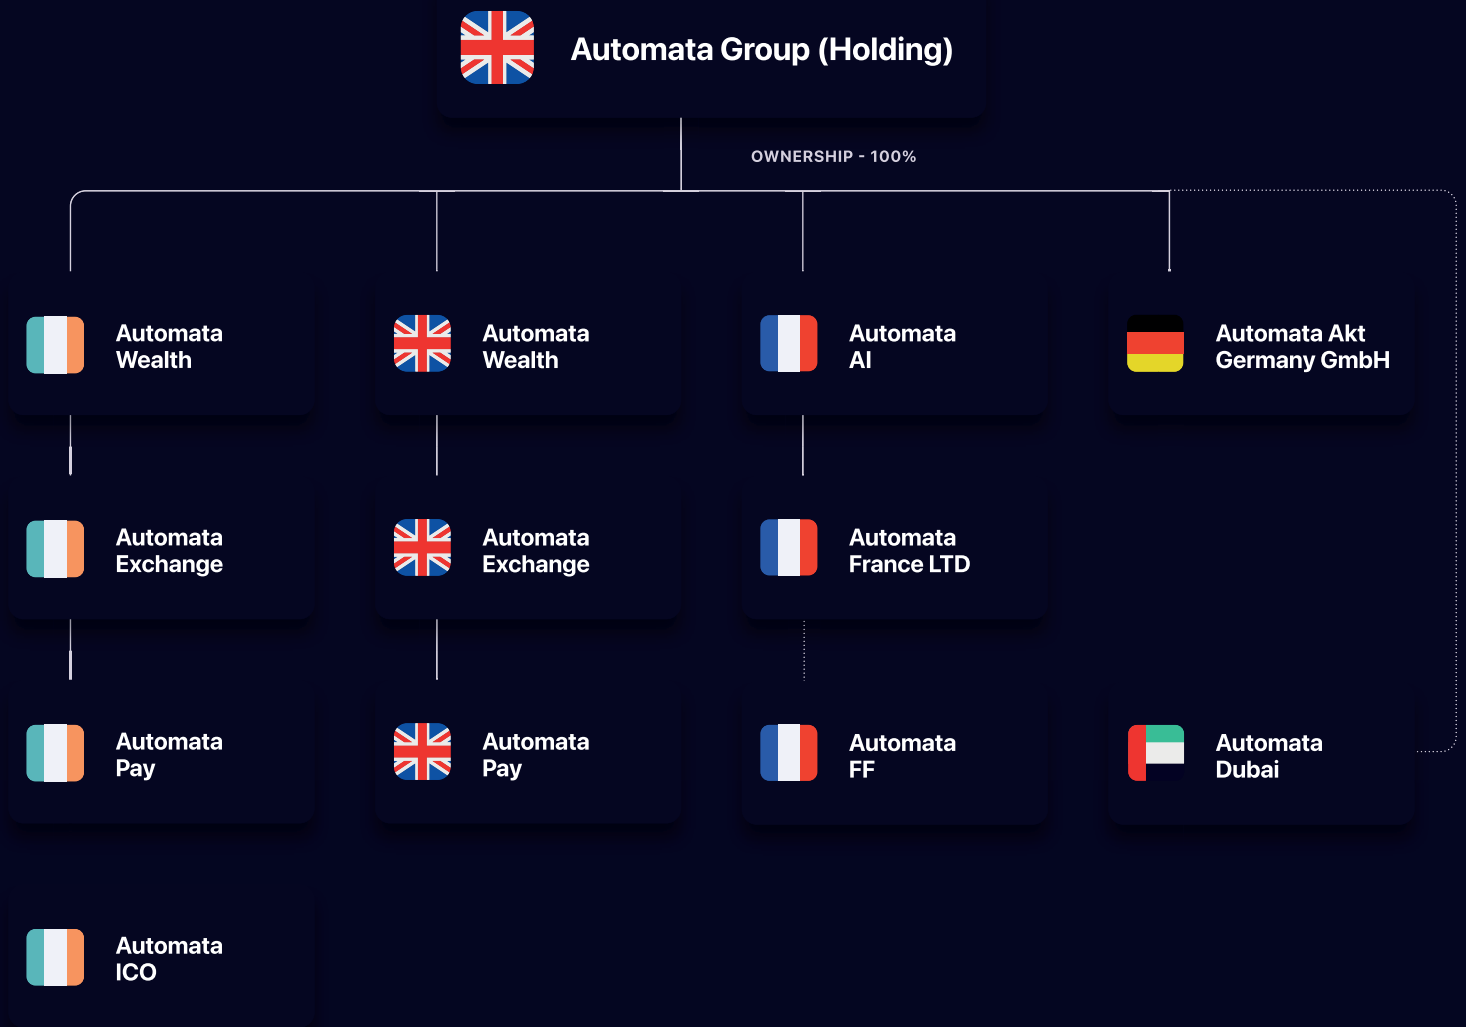 Automata Group (Holding)
OWNERSHIP - 100%
Automata
Wealth
Automata
Wealth
Automata
AI
Automata Akt
Germany GmbH
Automata
Exchange
Automata
Exchange
Automata
France LTD
Automata
Pay
Automata
Pay
Automata
FF
Automata
Dubai
Automata
ICO